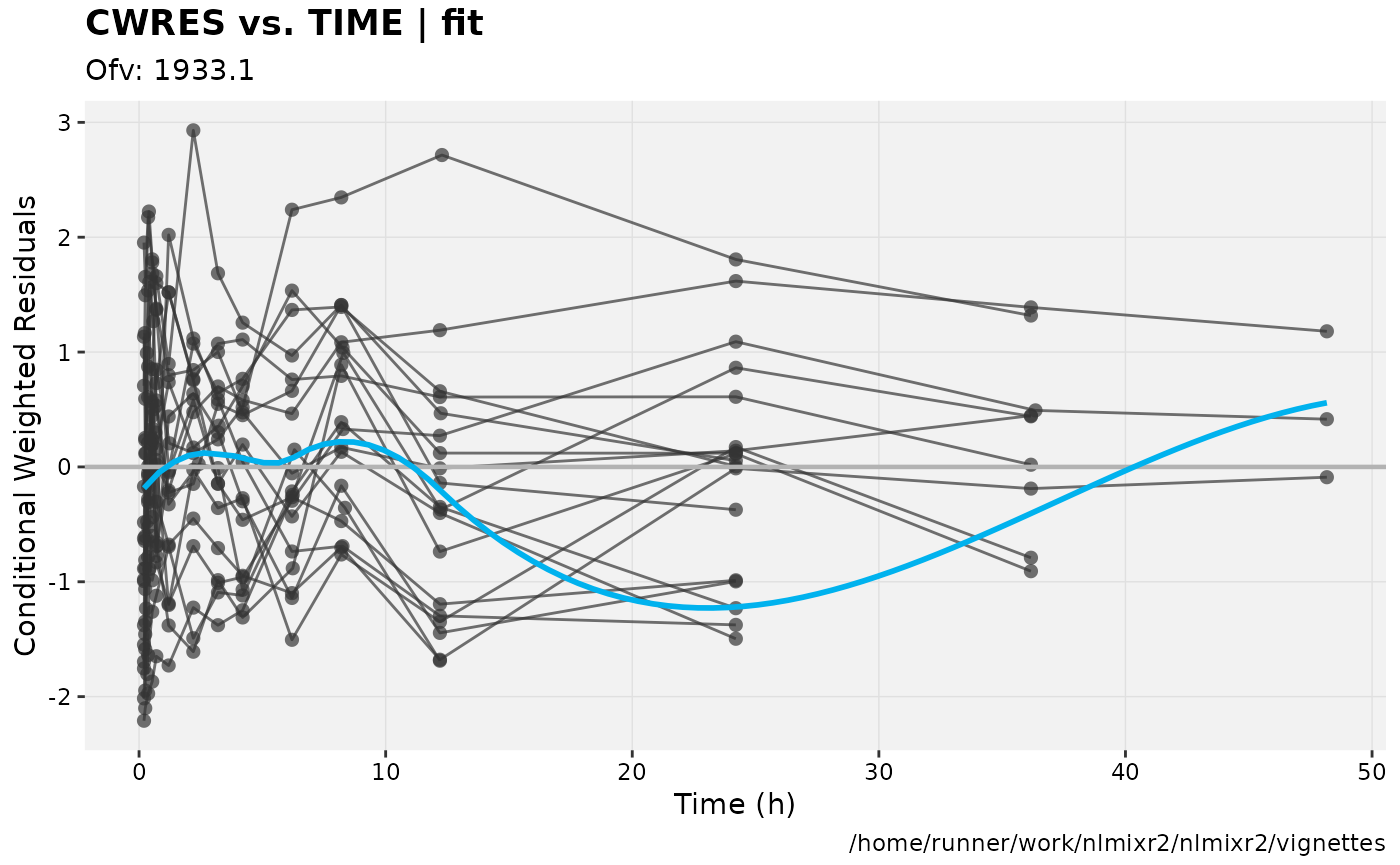 CWRES vs. TIME | fit
Ofv: 1933.1
Conditional Weighted Residuals
3
2
1
0
-1
-2
0 10 20 30 40 50
Time (h)
/home/runner/work/nlmixr2/nlmixr2/vignettes